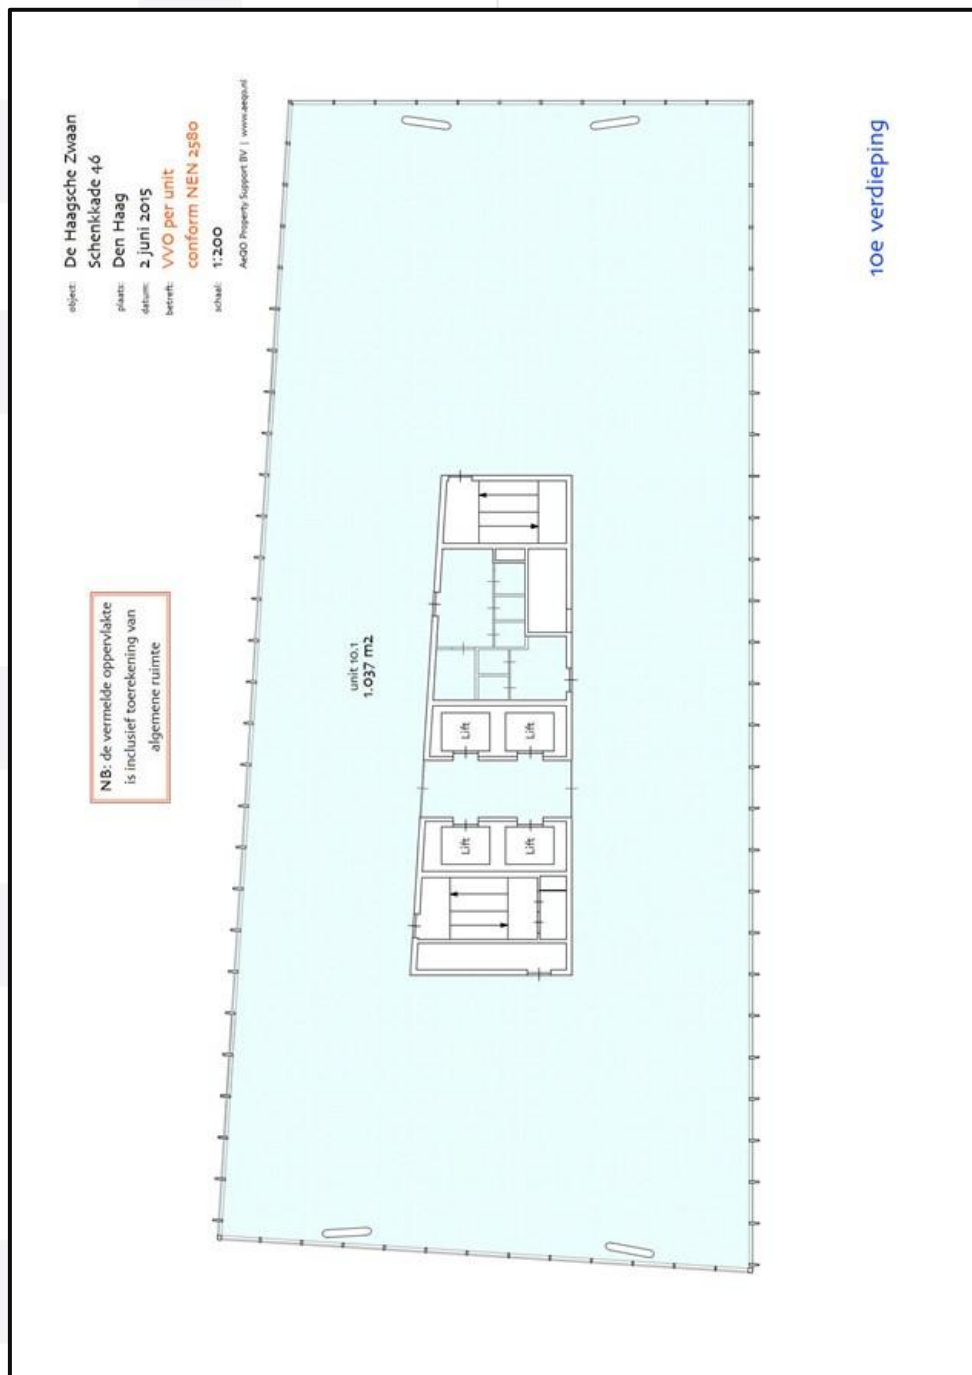 object: De Haagsche Zwaan
Schenkkade 46
plaats: Den Haag
datum: 2 juni 2015
betreft: VVO per unit
conform NEN 2580
schaal: 1:200
AeQO Property Support BV | www.aeqo.nl
10e verdieping
NB: de vermelde oppervlakte
is inclusief toerekening van
algemene ruimte
unit 10.1
1.037 m2
Lift
Lift
Lift
Lift